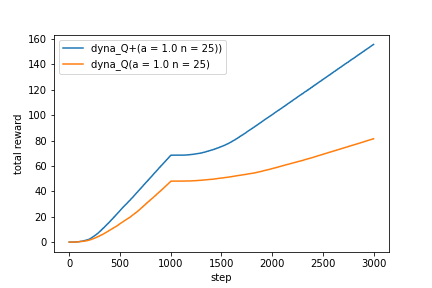 160
140
120
100
80
60
40
20
0
total reward
dyna_Q+(a = 1.0 n = 25))
dyna_Q(a = 1.0 n = 25)
0 500 1000 1500 2000 2500 3000
step